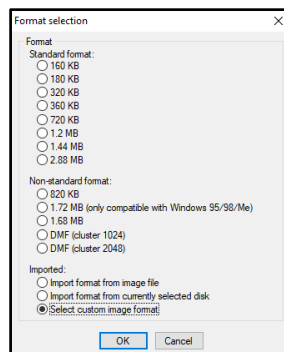 Format selection
Format
Standard format:
160 KB
180 KB
320 KB
360 KB
720 KB
1.2 MB
1.44 MB
2.88 MB
Non-standard format:
820 KB
1.72 MB (only compatible with Windows 95/98/Me)
1.68 MB
DMF (cluster 1024)
DMF (cluster 2048)
Imported:
Import format from image file
Import format from currently selected disk
Select custom image format
OK Cancel